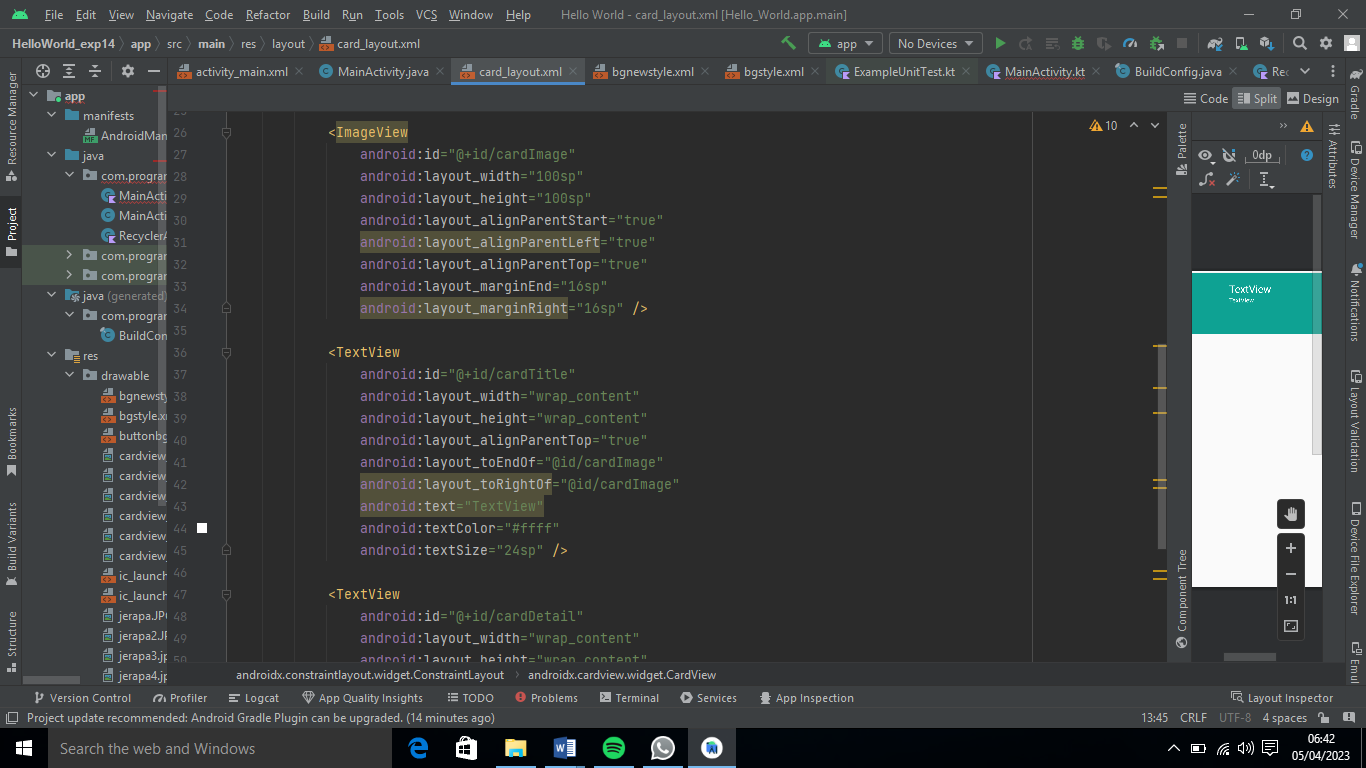 File Edit View Navigate Code Refactor Build Run Tools VCS Window Help Hello World - card_layout.xml [Hello_World.app.main]
HelloWorld_exp14 app src main res layout card_layout.xml app No Devices
activity_main.xml MainActivity.java card_layout.xml bgnewstyle.xml bgstyle.xml ExampleUnitTest.kt MainActivity.kt BuildConfig.java Rec
Code Split Design
Resource Manager
Project
Bookmarks
Build Variants
Structure
app
manifests
AndroidMan
java
com.program
MainActi
MainActi
RecyclerA
com.program
com.program
java (generated)
com.program
BuildCon
res
drawable
bgnewsty
bgstyle.x
buttonbg
cardview_
cardview_
cardview_
cardview_
cardview_
cardview_
ic_launch
ic_launch
jerapa.JPG
jerapa2.JP
jerapa3.jp
jerapa4.jp
10
26 <ImageView
27 android:id="@+id/cardImage"
28 android:layout_width="100sp"
29 android:layout_height="100sp"
30 android:layout_alignParentStart="true"
31 android:layout_alignParentLeft="true"
32 android:layout_alignParentTop="true"
33 android:layout_marginEnd="16sp"
34 android:layout_marginRight="16sp" />
35
36 <TextView
37 android:id="@+id/cardTitle"
38 android:layout_width="wrap_content"
39 android:layout_height="wrap_content"
40 android:layout_alignParentTop="true"
41 android:layout_toEndOf="@id/cardImage"
42 android:layout_toRightOf="@id/cardImage"
43 android:text="TextView"
44 android:textColor="#ffff"
45 android:textSize="24sp" />
46
47 <TextView
48 android:id="@+id/cardDetail"
49 android:layout_width="wrap_content"
50 android:layout_height="wrap_content"
Palette
Component Tree
0dp
TextView
TextView
1:1
Attributes
Gradle
Device Manager
Notifications
Layout Validation
Device File Explorer
Emul
androidx.constraintlayout.widget.ConstraintLayout androidx.cardview.widget.CardView
Version Control Profiler Logcat App Quality Insights TODO Problems Terminal Services App Inspection Layout Inspector
Project update recommended: Android Gradle Plugin can be upgraded. (14 minutes ago) 13:45 CRLF UTF-8 4 spaces
Search the web and Windows
06:42
05/04/2023